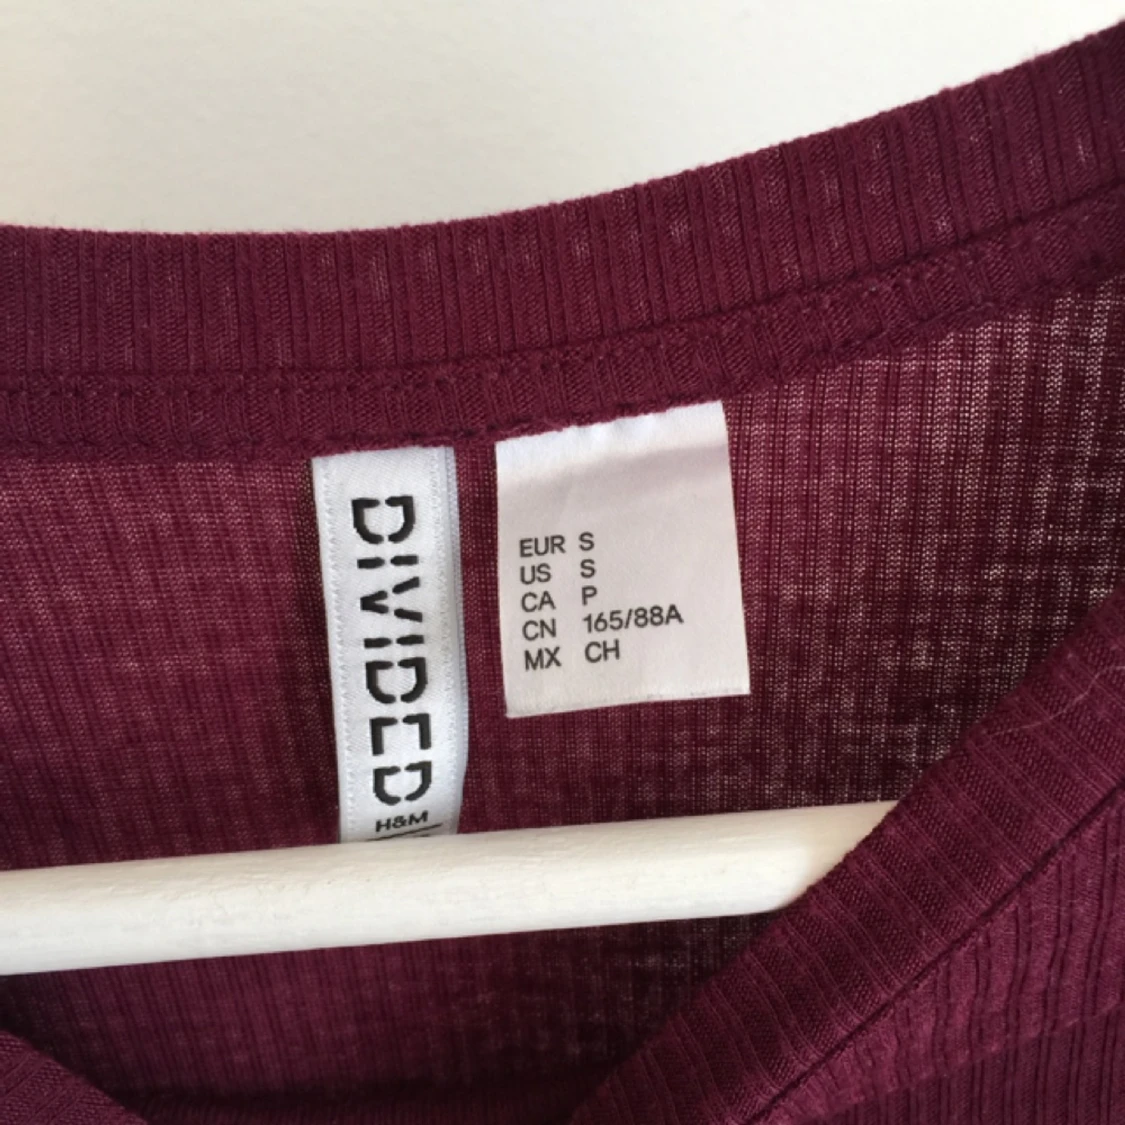 DIVIDED
H&M
EUR S
US S
CA P
CN 165/88A
MX CH